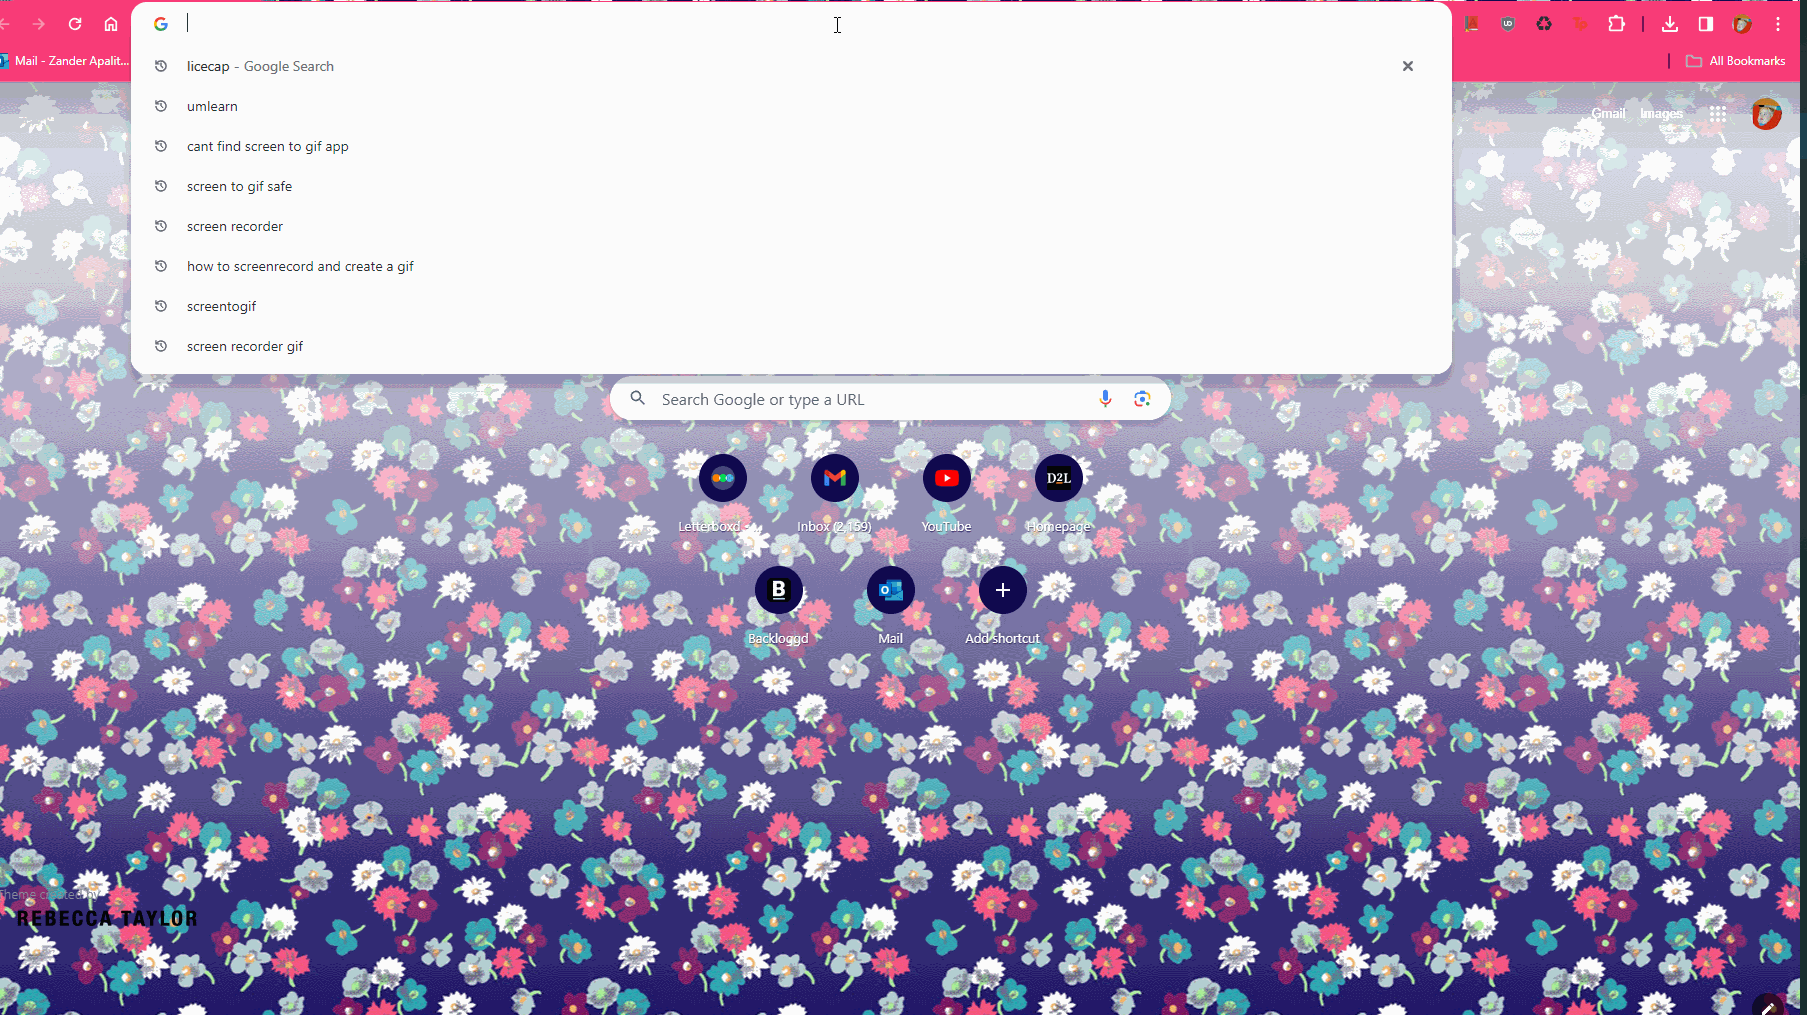 Mail - Zander Apalit...
All Bookmarks
licecap - Google Search
umlearn
cant find screen to gif app
screen to gif safe
screen recorder
how to screenrecord and create a gif
screentogif
screen recorder gif
Gmail Images
Search Google or type a URL
D2L
Letterboxd • ...
Inbox (2,159)
YouTube
Homepage
B
Backloggd
Mail
Add shortcut
Theme created by
REBECCA TAYLOR